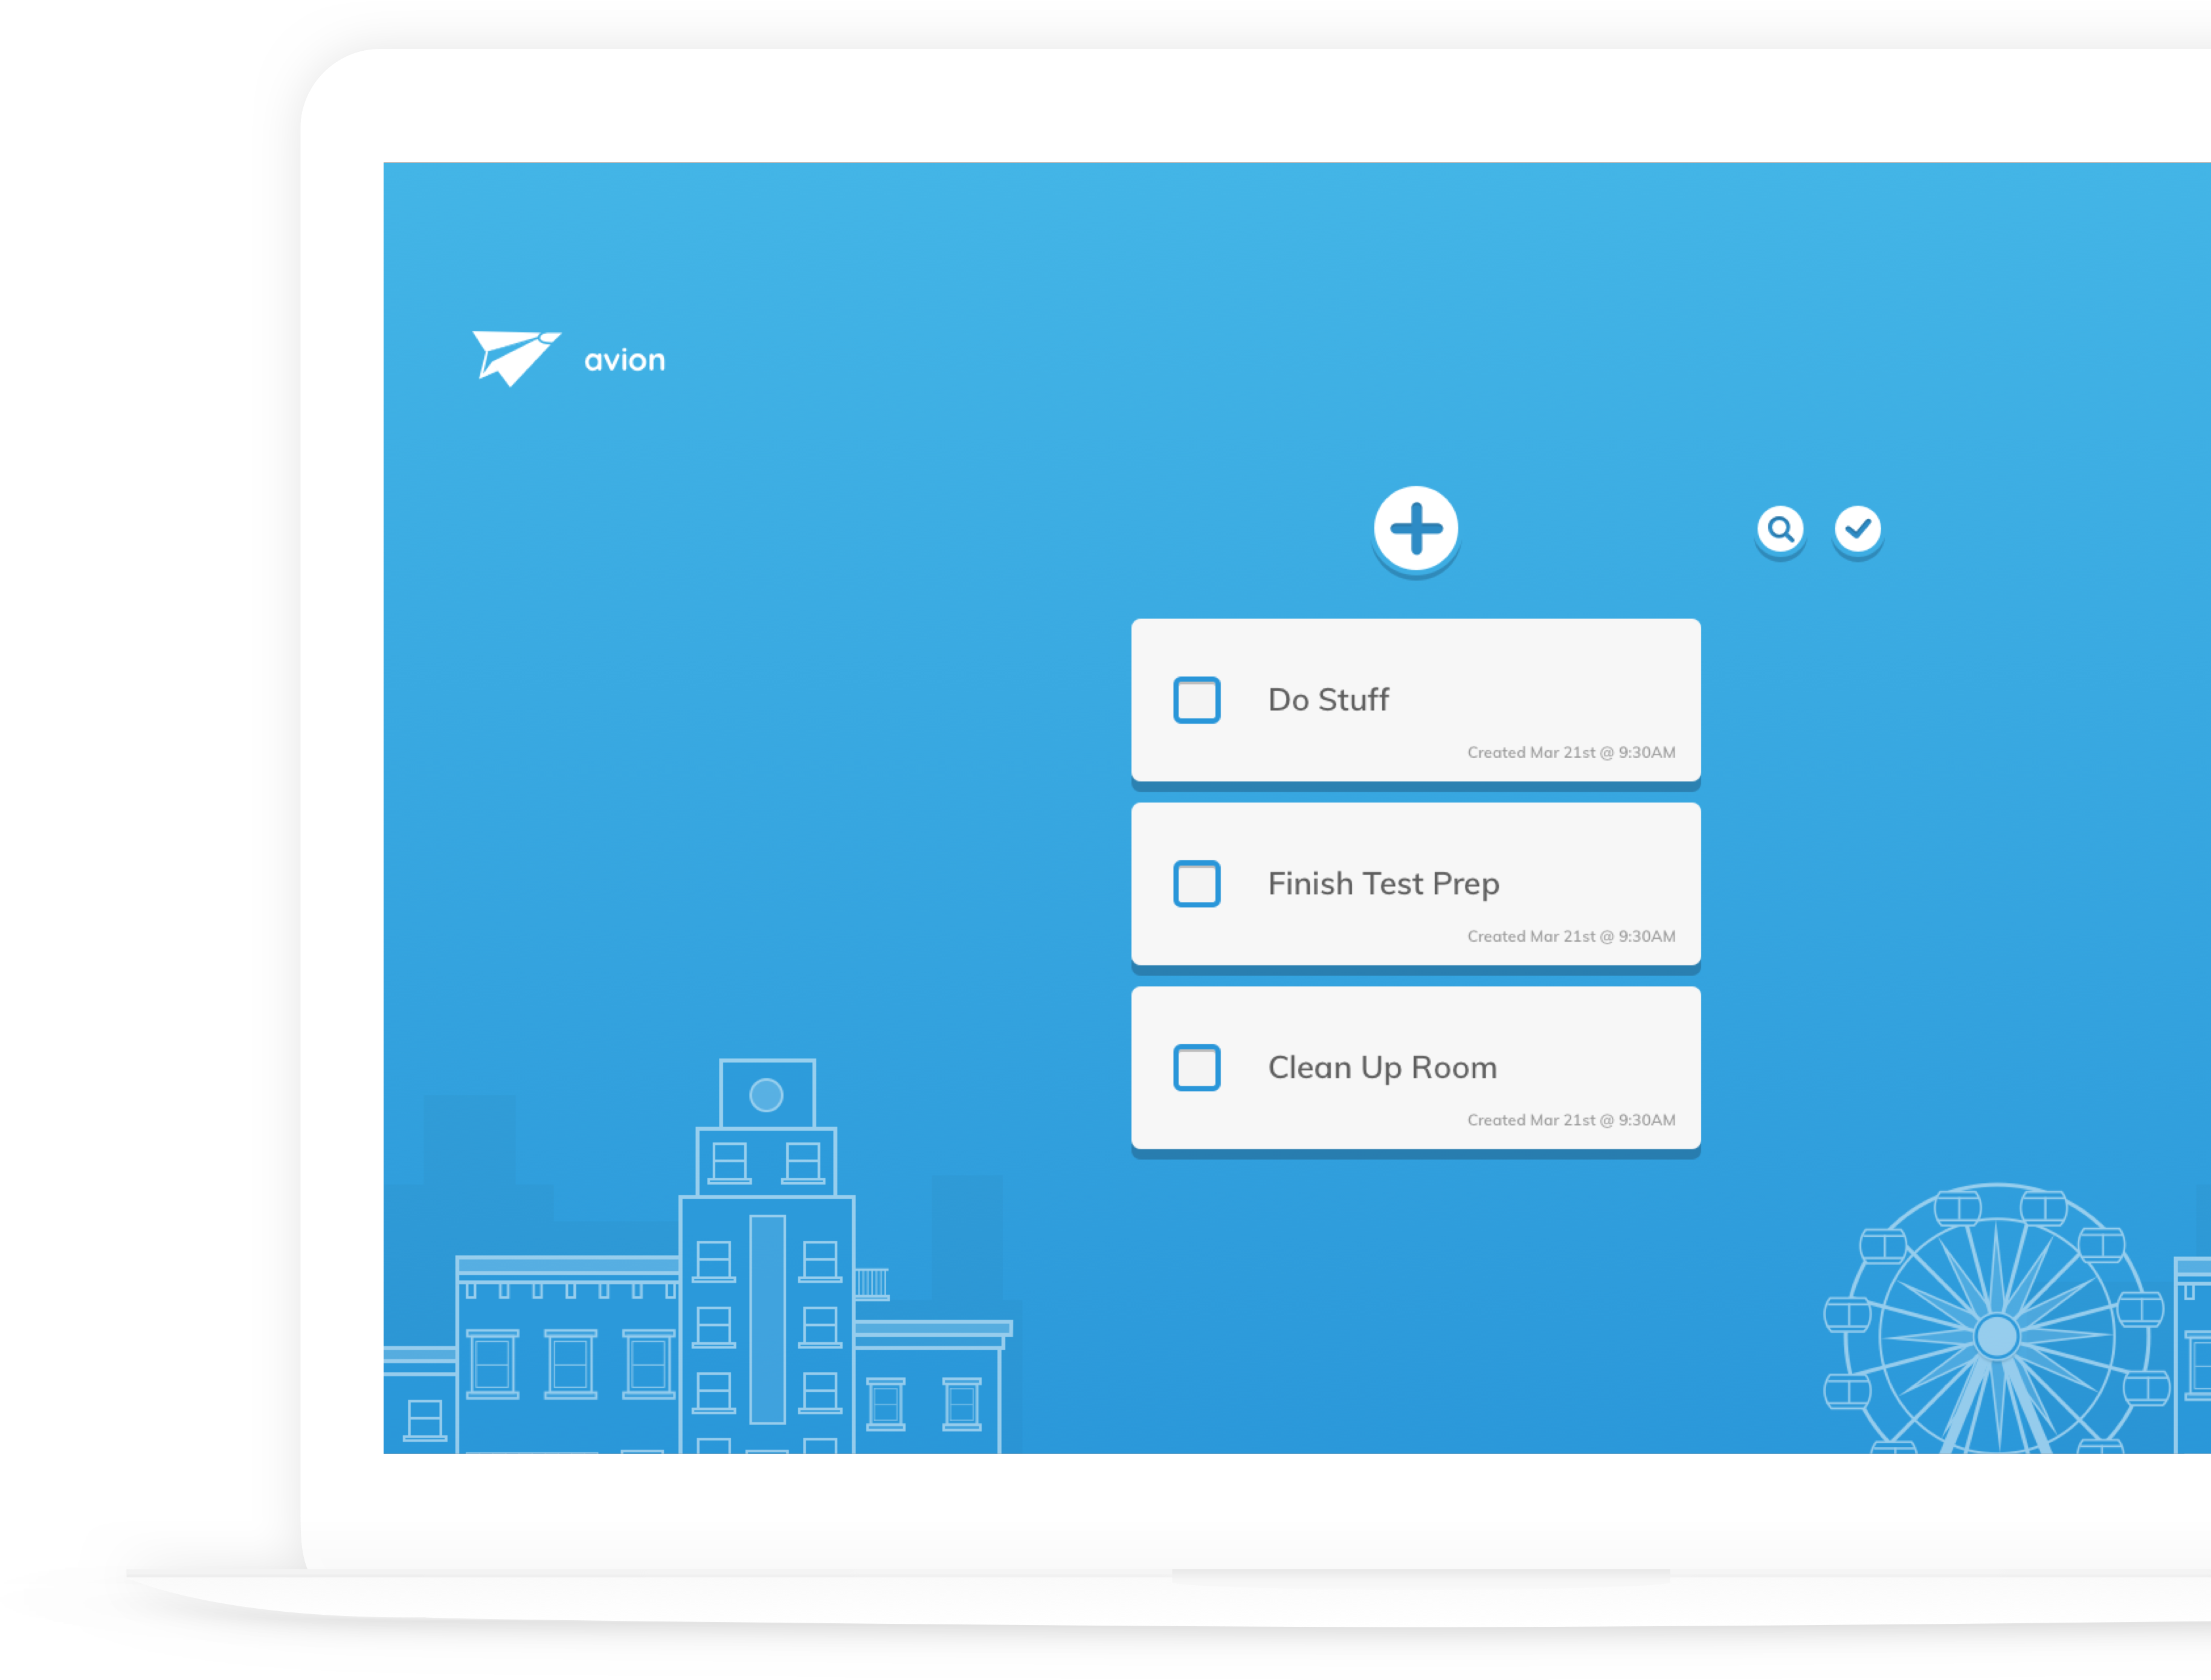 avion
Do Stuff
Created Mar 21st @ 9:30AM
Finish Test Prep
Created Mar 21st @ 9:30AM
Clean Up Room
Created Mar 21st @ 9:30AM